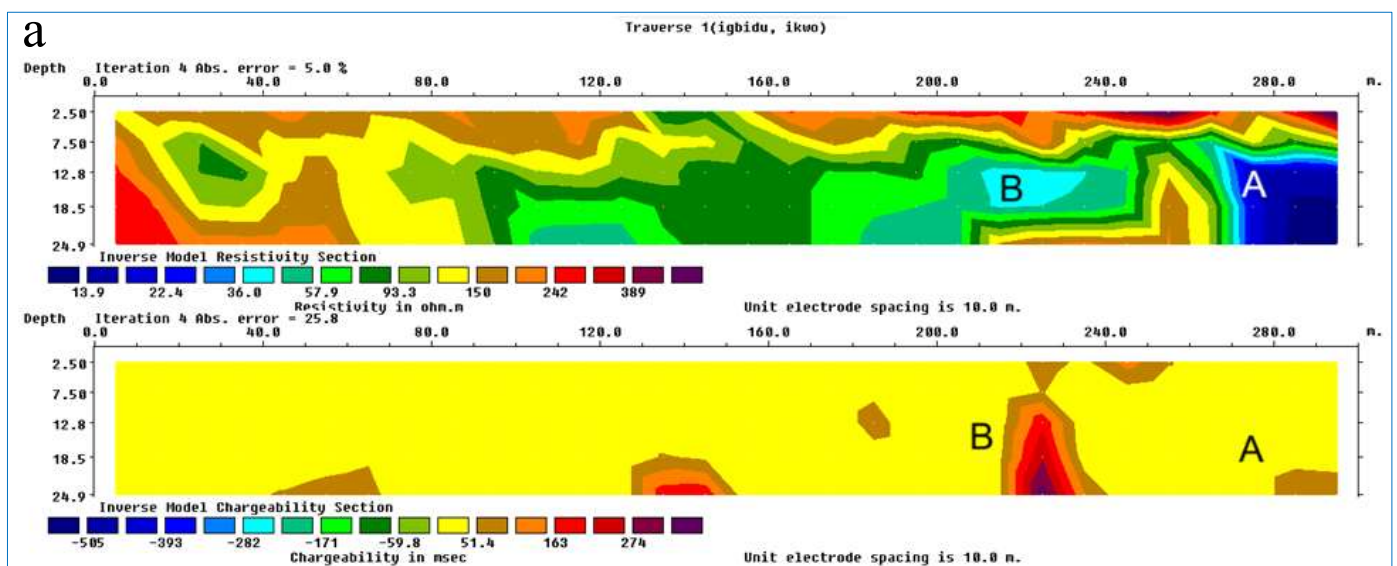 a
Traverse 1(igbidu, ikwo)
Depth Iteration 4 Abs. error = 5.0 %
0.0 40.0 80.0 120.0 160.0 200.0 240.0 280.0 m.
2.50
7.50
12.8
18.5
24.9
B
A
Inverse Model Resistivity Section
13.9 22.4 36.0 57.9 93.3 150 242 389
Resistivity in ohm.m Unit electrode spacing is 10.0 m.
Depth Iteration 4 Abs. error = 25.8
0.0 40.0 80.0 120.0 160.0 200.0 240.0 280.0 m.
2.50
7.50
12.8
18.5
24.9
B
A
Inverse Model Chargeability Section
-505 -393 -282 -171 -59.8 51.4 163 274
Chargeability in msec Unit electrode spacing is 10.0 m.